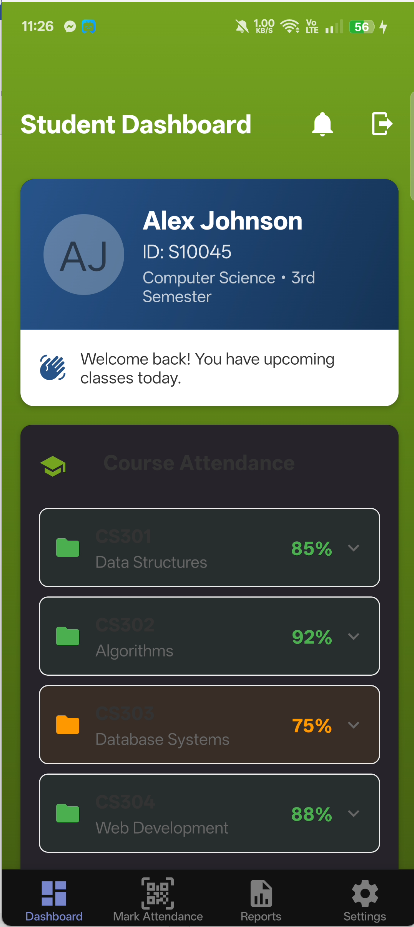 11:26
1.00 KB/S
Vo LTE
56
Student Dashboard
AJ
Alex Johnson
ID: S10045
Computer Science • 3rd
Semester
Welcome back! You have upcoming
classes today.
Course Attendance
CS301
Data Structures
85%
CS302
Algorithms
92%
CS303
Database Systems
75%
CS304
Web Development
88%
Dashboard
Mark Attendance
Reports
Settings